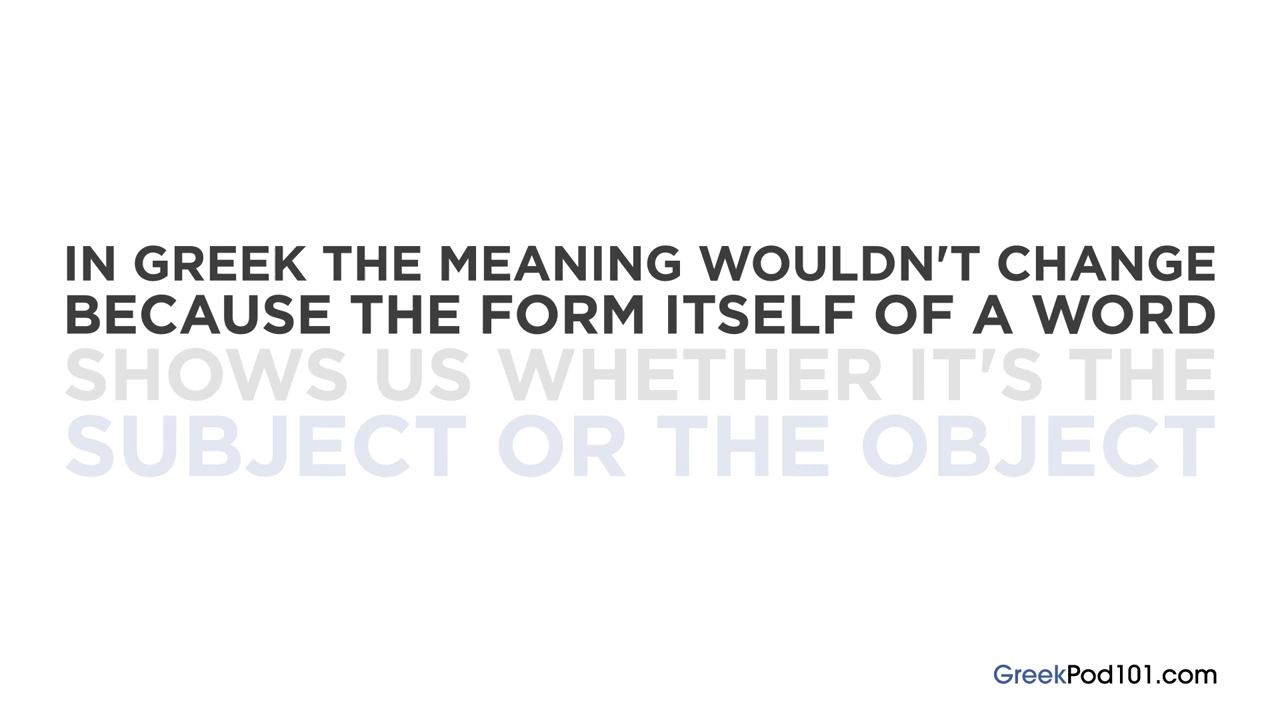 IN GREEK THE MEANING WOULDN'T CHANGE
BECAUSE THE FORM ITSELF OF A WORD
SHOWS US WHETHER IT'S THE
SUBJECT OR THE OBJECT
GreekPod101.com